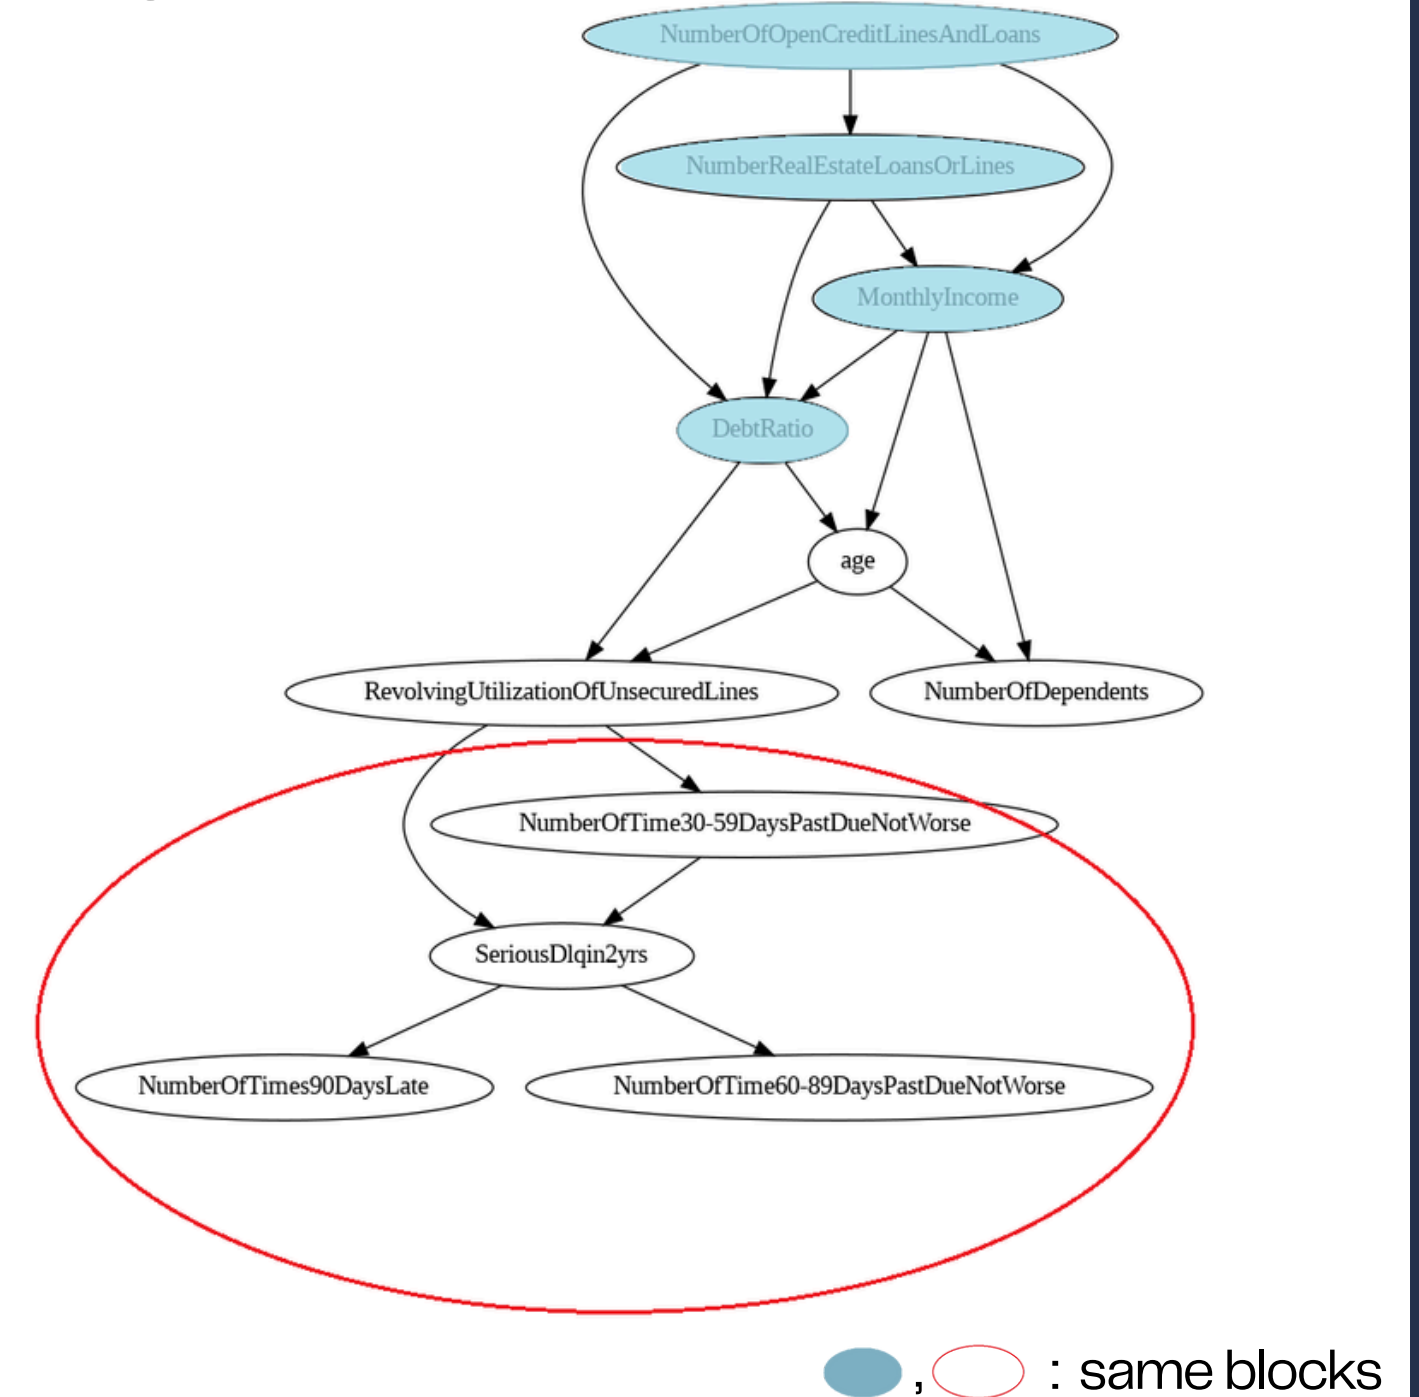 NumberOfOpenCreditLinesAndLoans
NumberRealEstateLoansOrLines
MonthlyIncome
DebtRatio
age
RevolvingUtilizationOfUnsecuredLines
NumberOfDependents
NumberOfTime30-59DaysPastDueNotWorse
SeriousDlqin2yrs
NumberOfTimes90DaysLate
NumberOfTime60-89DaysPastDueNotWorse
, : same blocks